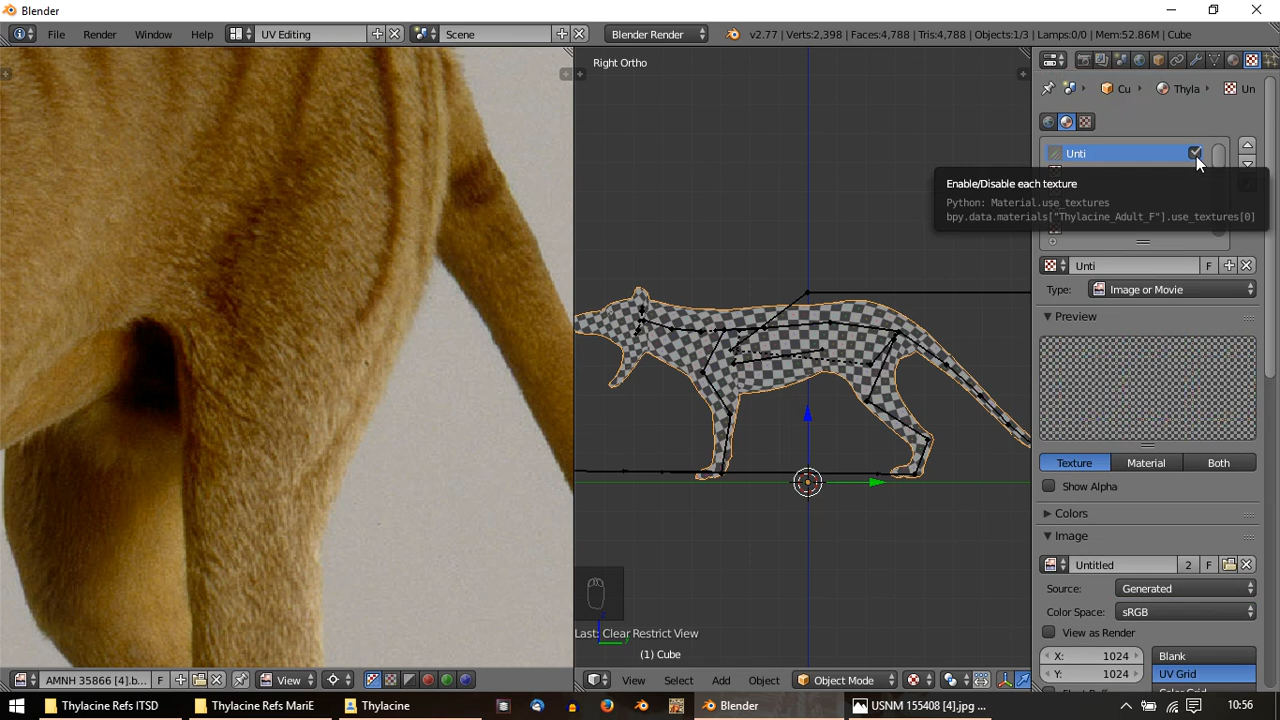 Blender
File Render Window Help UV Editing Scene Blender Render v2.77 | Verts:2,398 | Faces:4,788 | Tris:4,788 | Objects:1/3 | Lamps:0/0 | Mem:52.86M | Cube
Right Ortho
Cu Thyla Un
Unti
Enable/Disable each texture
Python: Material.use_textures
bpy.data.materials["Thylacine_Adult_F"].use_textures[0]
Unti F
Type: Image or Movie
Preview
Texture Material Both
Show Alpha
Colors
Image
Untitled 2 F
Source: Generated
Color Space: sRGB
View as Render
X: 1024 Blank
Y: 1024 UV Grid
Last: Clear Restrict View
(1) Cube
AMNH 35866 [4].b... F View
View Select Add Object Object Mode
Thylacine Refs ITSD Thylacine Refs MariE Thylacine Blender USNM 155408 [4].jpg ... 10:56